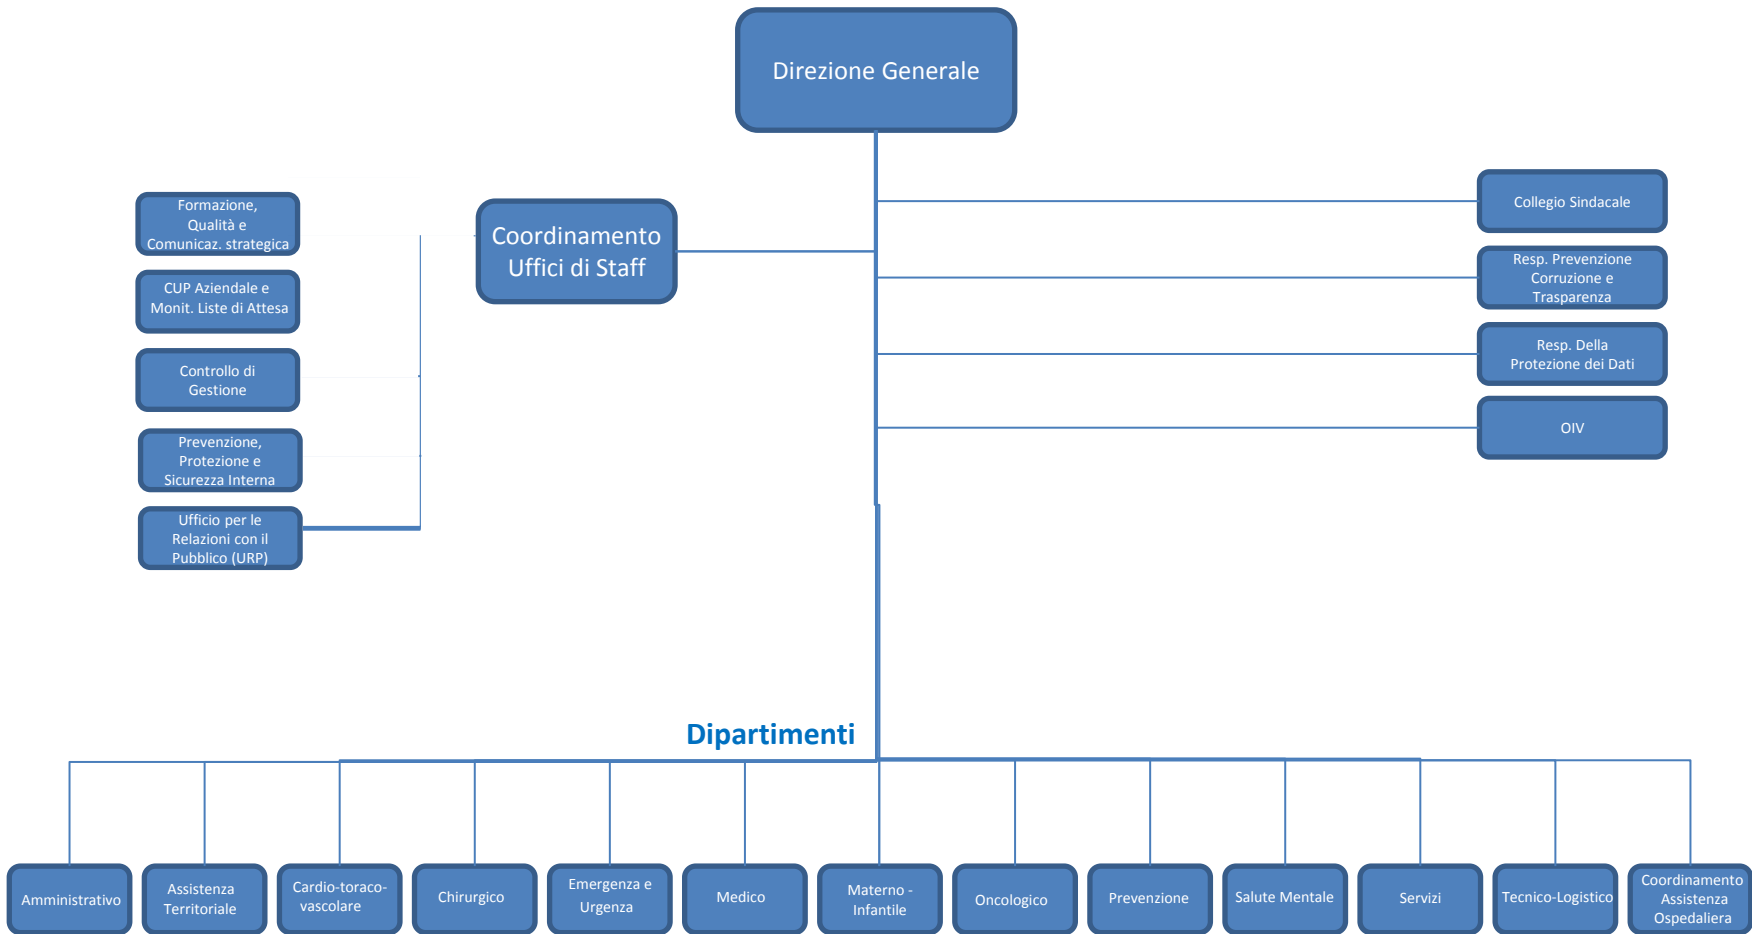 Direzione Generale
Formazione,
Qualità e
Comunicaz. strategica
CUP Aziendale e
Monit. Liste di Attesa
Controllo di
Gestione
Prevenzione,
Protezione e
Sicurezza Interna
Ufficio per le
Relazioni con il
Pubblico (URP)
Coordinamento
Uffici di Staff
Collegio Sindacale
Resp. Prevenzione
Corruzione e
Trasparenza
Resp. Della
Protezione dei Dati
OIV
Dipartimenti
Amministrativo
Assistenza
Territoriale
Cardio-toraco-
vascolare
Chirurgico
Emergenza e
Urgenza
Medico
Materno -
Infantile
Oncologico
Prevenzione
Salute Mentale
Servizi
Tecnico-Logistico
Coordinamento
Assistenza
Ospedaliera